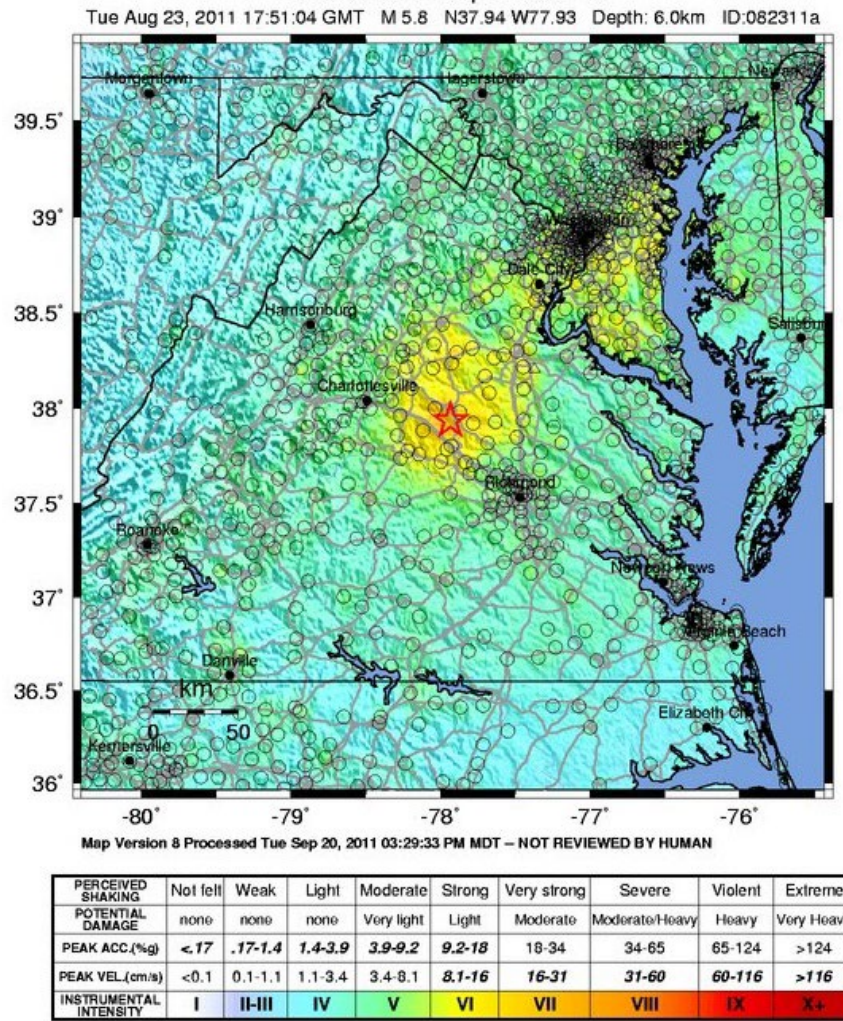 Tue Aug 23, 2011 17:51:04 GMT M 5.8 N37.94 W77.93 Depth: 6.0km ID:082311a
Morgantown Hagerstown Newark
39.5°
Baltimore
39°
Washington
Dale City
38.5°
Harrisonburg Salisbury
Charlottesville
38°
37.5° Richmond
Roanoke
Newport News
37°
Virginia Beach
Danville
36.5° km
Elizabeth City
0 50
Kernersville
36°
-80° -79° -78° -77° -76°
Map Version 8 Processed Tue Sep 20, 2011 03:29:33 PM MDT – NOT REVIEWED BY HUMAN
PERCEIVED SHAKING Not felt Weak Light Moderate Strong Very strong Severe Violent Extreme
POTENTIAL DAMAGE none none none Very light Light Moderate Moderate/Heavy Heavy Very Heav
PEAK ACC.(%g) <.17 .17-1.4 1.4-3.9 3.9-9.2 9.2-18 18-34 34-65 65-124 >124
PEAK VEL.(cm/s) <0.1 0.1-1.1 1.1-3.4 3.4-8.1 8.1-16 16-31 31-60 60-116 >116
INSTRUMENTAL INTENSITY I II-III IV V VI VII VIII IX X+